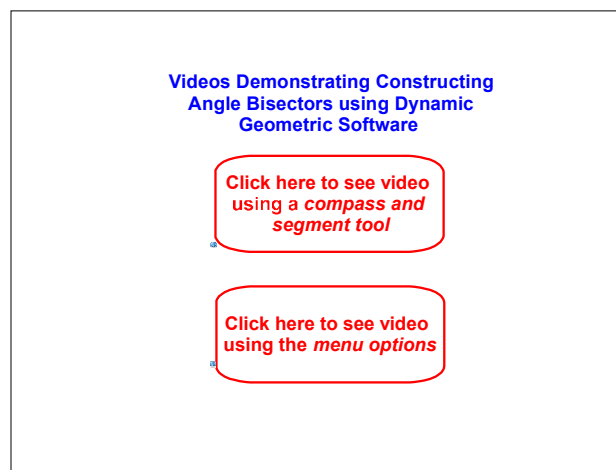 Videos Demonstrating Constructing
Angle Bisectors using Dynamic
Geometric Software
Click here to see video
using a compass and
segment tool
Click here to see video
using the menu options